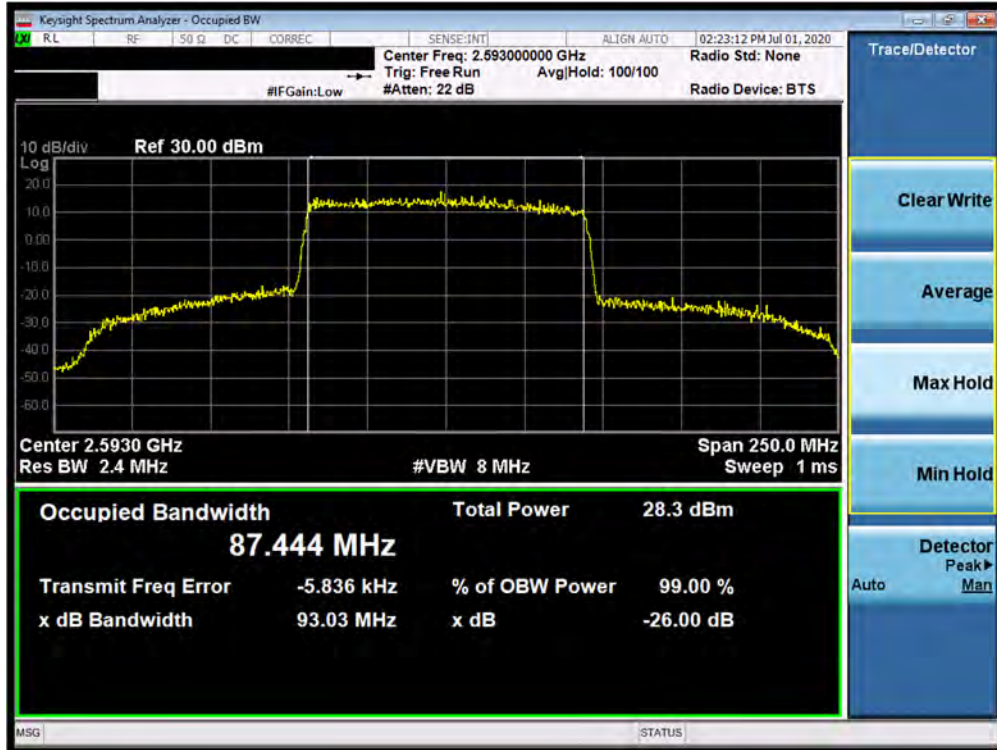 Keysight Spectrum Analyzer - Occupied BW
LXI RL RF 50 Ω DC CORREC SENSE:INT ALIGN AUTO 02:23:12 PM Jul 01, 2020
Center Freq: 2.593000000 GHz Radio Std: None
Trig: Free Run Avg|Hold: 100/100
#IFGain:Low #Atten: 22 dB Radio Device: BTS
10 dB/div Ref 30.00 dBm
Log
20.0
10.0
0.00
-10.0
-20.0
-30.0
-40.0
-50.0
-60.0
Center 2.5930 GHz Span 250.0 MHz
Res BW 2.4 MHz #VBW 8 MHz Sweep 1 ms
Occupied Bandwidth Total Power 28.3 dBm
87.444 MHz
Transmit Freq Error -5.836 kHz % of OBW Power 99.00 %
x dB Bandwidth 93.03 MHz x dB -26.00 dB
MSG STATUS
Trace/Detector
Clear Write
Average
Max Hold
Min Hold
Detector
Peak▶
Auto Man